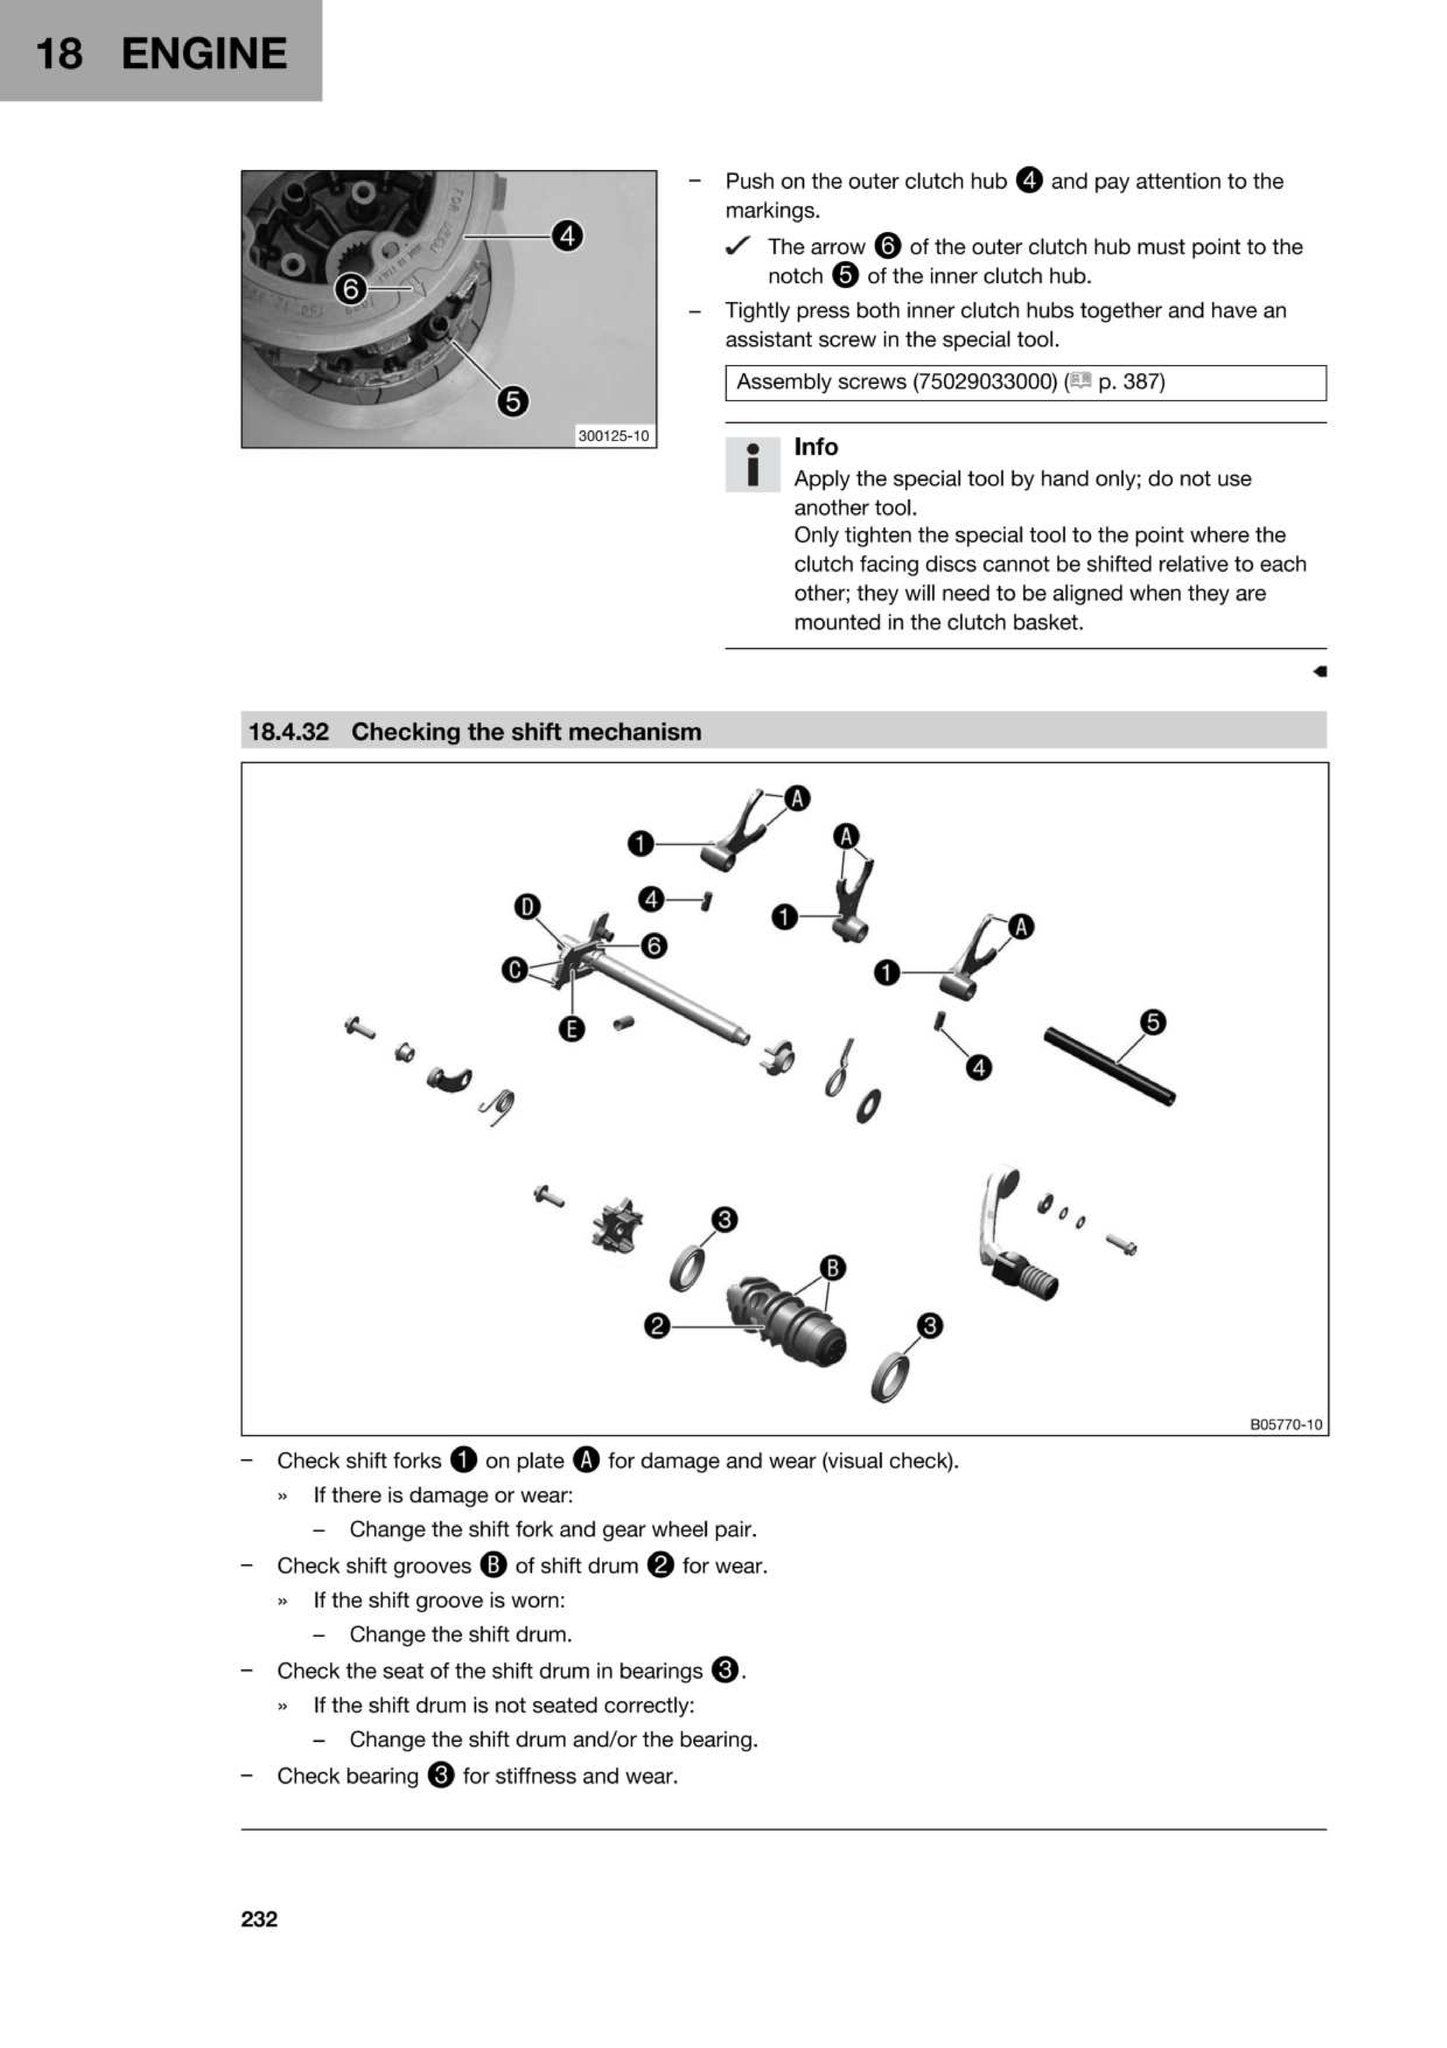 18 ENGINE
– Push on the outer clutch hub 4 and pay attention to the
markings.
✓ The arrow 6 of the outer clutch hub must point to the
notch 5 of the inner clutch hub.
– Tightly press both inner clutch hubs together and have an
assistant screw in the special tool.
Assembly screws (75029033000) ( p. 387)
4
6
5
300125-10
i Info
Apply the special tool by hand only; do not use
another tool.
Only tighten the special tool to the point where the
clutch facing discs cannot be shifted relative to each
other; they will need to be aligned when they are
mounted in the clutch basket.
18.4.32 Checking the shift mechanism
A
1
A
4
D
1
A
6
C
1
E
5
4
3
B
2
3
B05770-10
– Check shift forks 1 on plate A for damage and wear (visual check).
» If there is damage or wear:
– Change the shift fork and gear wheel pair.
– Check shift grooves B of shift drum 2 for wear.
» If the shift groove is worn:
– Change the shift drum.
– Check the seat of the shift drum in bearings 3.
» If the shift drum is not seated correctly:
– Change the shift drum and/or the bearing.
– Check bearing 3 for stiffness and wear.
232